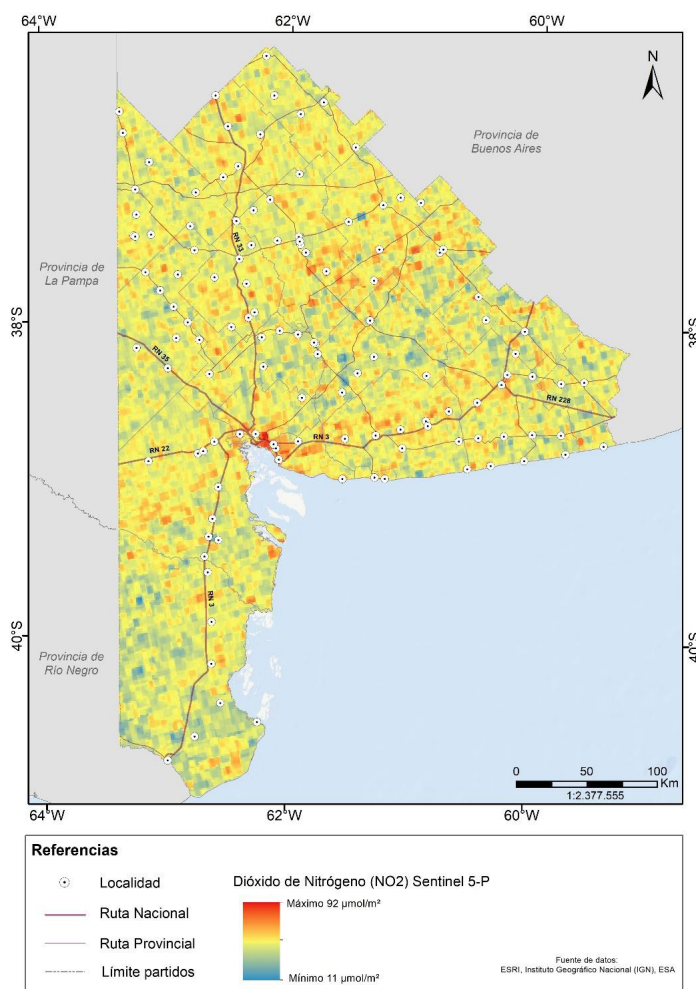 64°W
62°W
60°W
N
Provincia de
Buenos Aires
Provincia de
La Pampa
RN 33
38°S
38°S
RN 35
RN 228
RN 3
RN 22
RN 3
40°S
40°S
Provincia de
Río Negro
0 50 100
Km
1:2.377.555
64°W
62°W
60°W
Referencias
Localidad
Ruta Nacional
Ruta Provincial
Límite partidos
Dióxido de Nitrógeno (NO2) Sentinel 5-P
Máximo 92 µmol/m²
Mínimo 11 µmol/m²
Fuente de datos:
ESRI, Instituto Geográfico Nacional (IGN), ESA